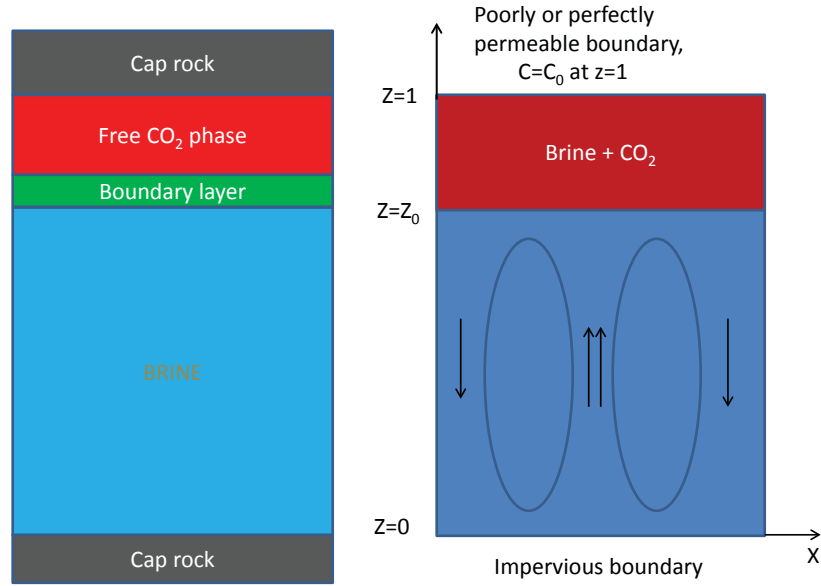 Cap rock
Free CO₂ phase
Boundary layer
BRINE
Cap rock
Poorly or perfectly
permeable boundary,
C=C₀ at z=1
Z=1
Brine + CO₂
Z=Z₀
Z=0
X
Impervious boundary